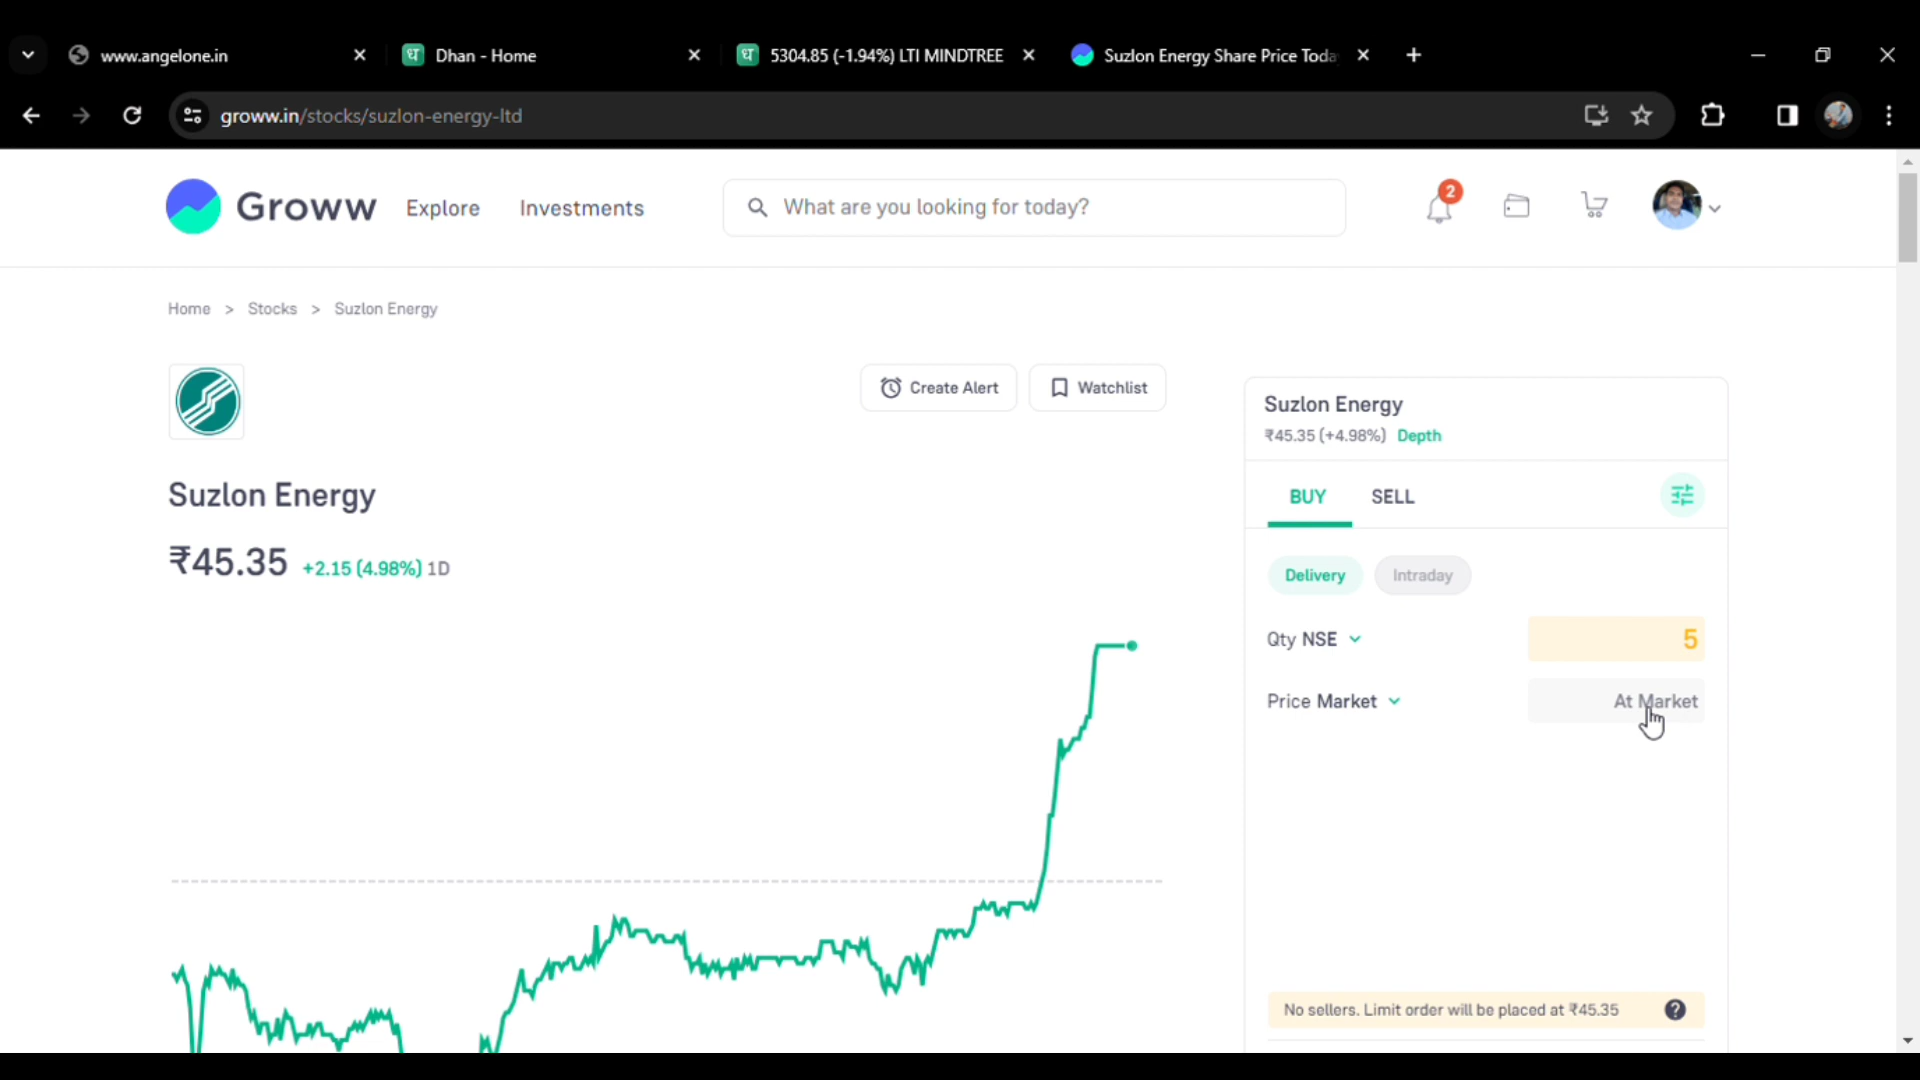 www.angelone.in
Dhan - Home
5304.85 (-1.94%) LTI MINDTREE
Suzlon Energy Share Price Toda
groww.in/stocks/suzlon-energy-ltd
Groww
Explore
Investments
What are you looking for today?
2
Home > Stocks > Suzlon Energy
Create Alert
Watchlist
Suzlon Energy
₹45.35 (+4.98%) Depth
BUY
SELL
Suzlon Energy
₹45.35 +2.15 (4.98%) 1D
Delivery
Intraday
Qty NSE
5
Price Market
At Market
No sellers. Limit order will be placed at ₹45.35
?